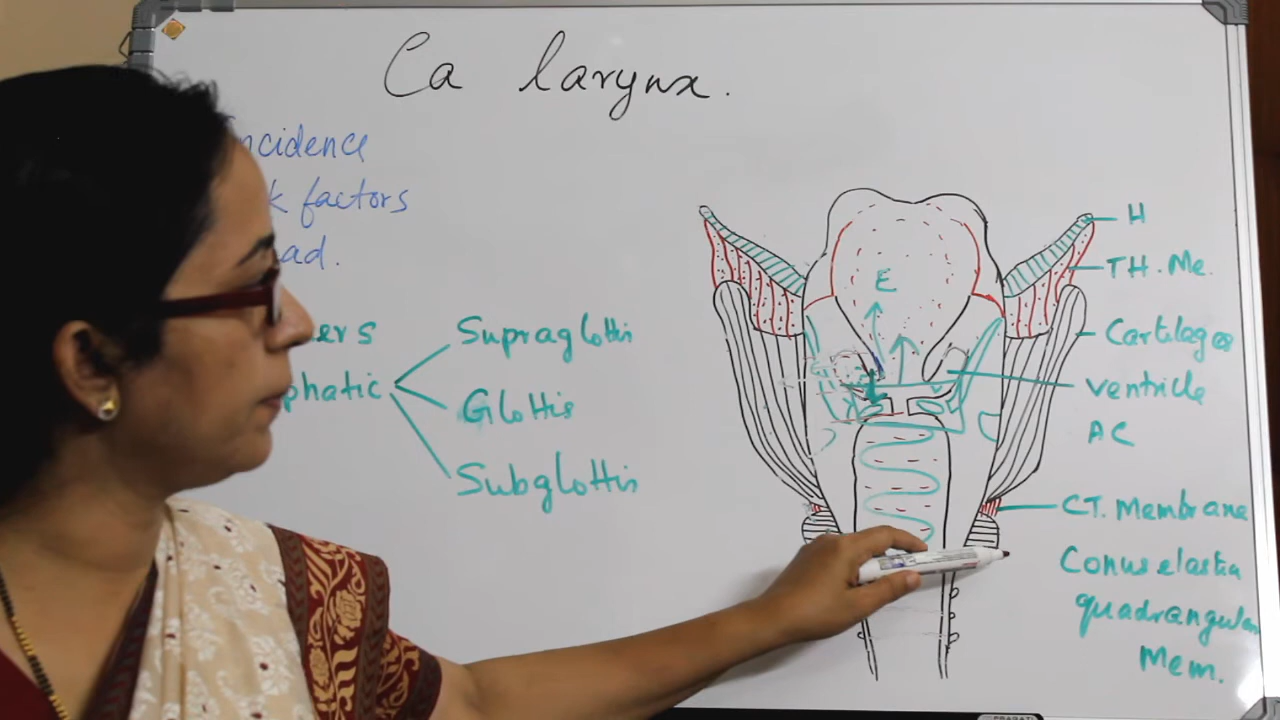 Ca larynx.
ncidence
k factors
ad.
ers
phatic
Supraglottis
Glottis
Subglottis
E
H
TH. Me.
Cartilages
Ventricle
AC
CT. Membrane
Conus elastia
quadrangular
Mem.